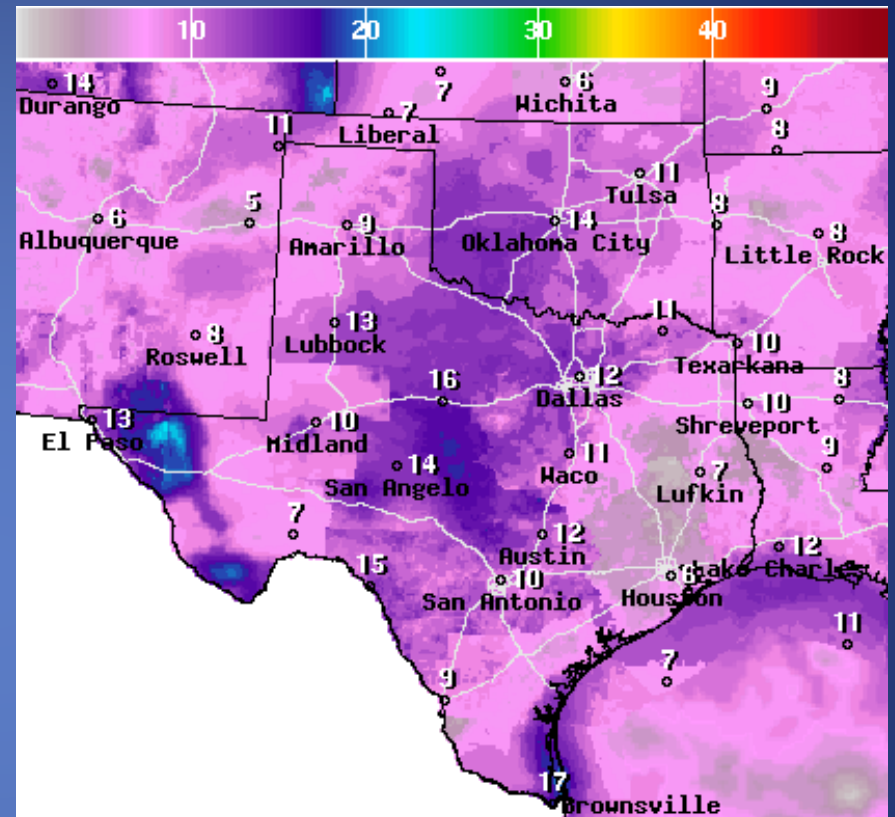 10 20 30 40
14 7 6 9
Durango Wichita
7
Liberal
11 8
11
Tulsa
6 5 9 14 8 8
Albuquerque Amarillo Oklahoma City Little Rock
13 11
8 Lubbock 10
Roswell Texarkana
12
16 Dallas 10 8
13 10 Shreveport
El Paso Midland
11 9
14 Waco 7
San Angelo Lufkin
7 12 12
Austin Lake Charles
15 10 6
San Antonio Houston
11
9 7
17
Brownsville